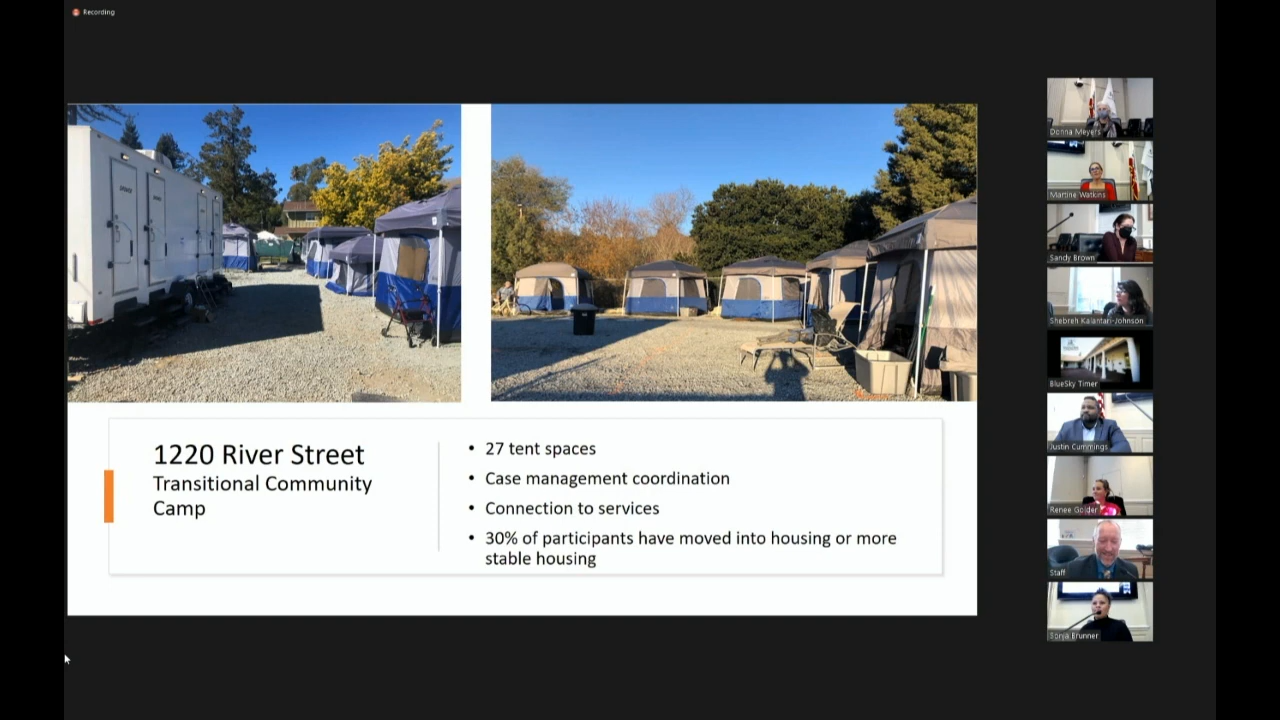 Recording
1220 River Street
Transitional Community
Camp
• 27 tent spaces
• Case management coordination
• Connection to services
• 30% of participants have moved into housing or more
stable housing
Donna Meyers
Martine Watkins
Sandy Brown
Shebreh Kalantari-Johnson
BlueSky Timer
Justin Cummings
Renee Golder
Staff
Sonja Brunner